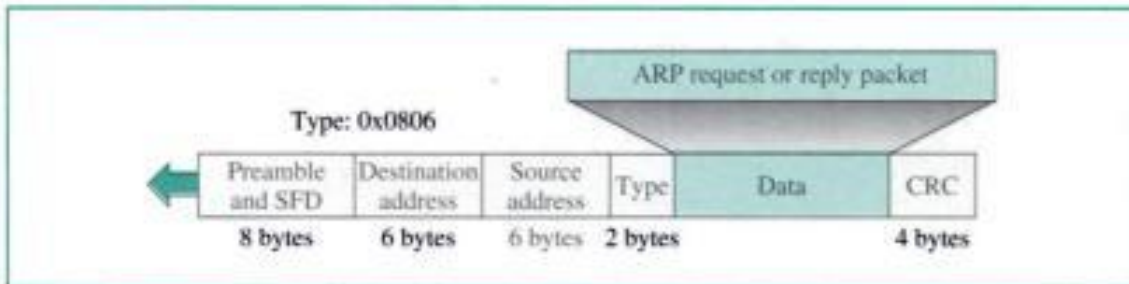 ARP request or reply packet
Type: 0x0806
Preamble and SFD
Destination address
Source address
Type
Data
CRC
8 bytes
6 bytes
6 bytes
2 bytes
4 bytes